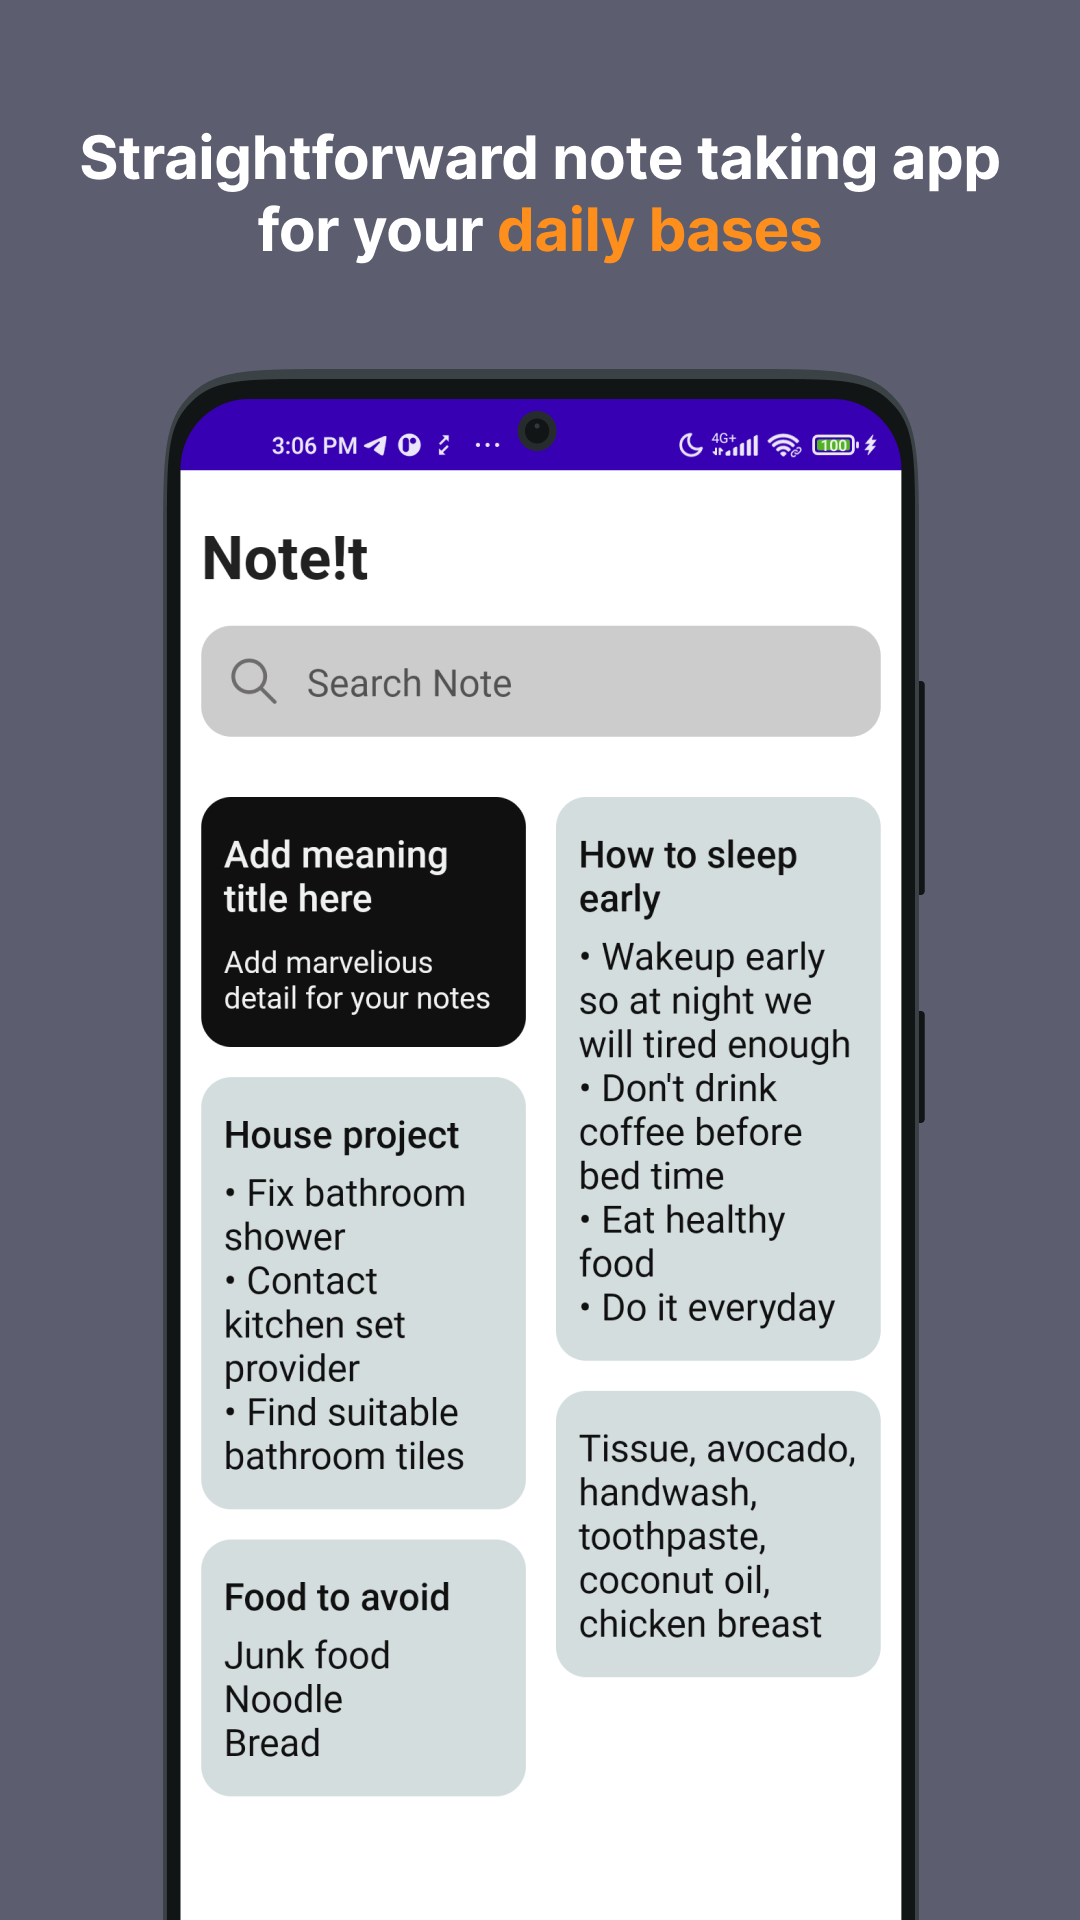 Straightforward note taking app
for your daily bases
3:06 PM
4G+
100
Note!t
Search Note
Add meaning
title here
Add marvelious
detail for your notes
House project
• Fix bathroom
shower
• Contact
kitchen set
provider
• Find suitable
bathroom tiles
Food to avoid
Junk food
Noodle
Bread
How to sleep
early
• Wakeup early
so at night we
will tired enough
• Don't drink
coffee before
bed time
• Eat healthy
food
• Do it everyday
Tissue, avocado,
handwash,
toothpaste,
coconut oil,
chicken breast